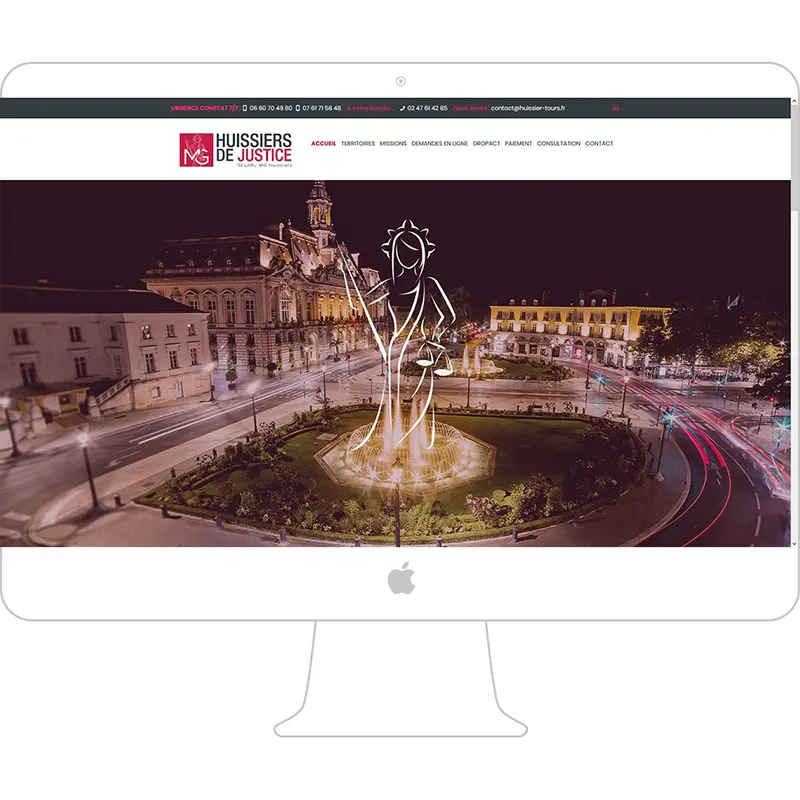 URGENCE CONSTAT 7/7 : 06 60 70 49 80 07 61 71 58 48 À votre écoute : 02 47 61 42 85 Nous écrire : contact@huissier-tours.fr in
MG HUISSIERS
DE JUSTICE
SELARL MG Huissiers
ACCUEIL TERRITOIRES MISSIONS DEMANDES EN LIGNE DROPACT PAIEMENT CONSULTATION CONTACT